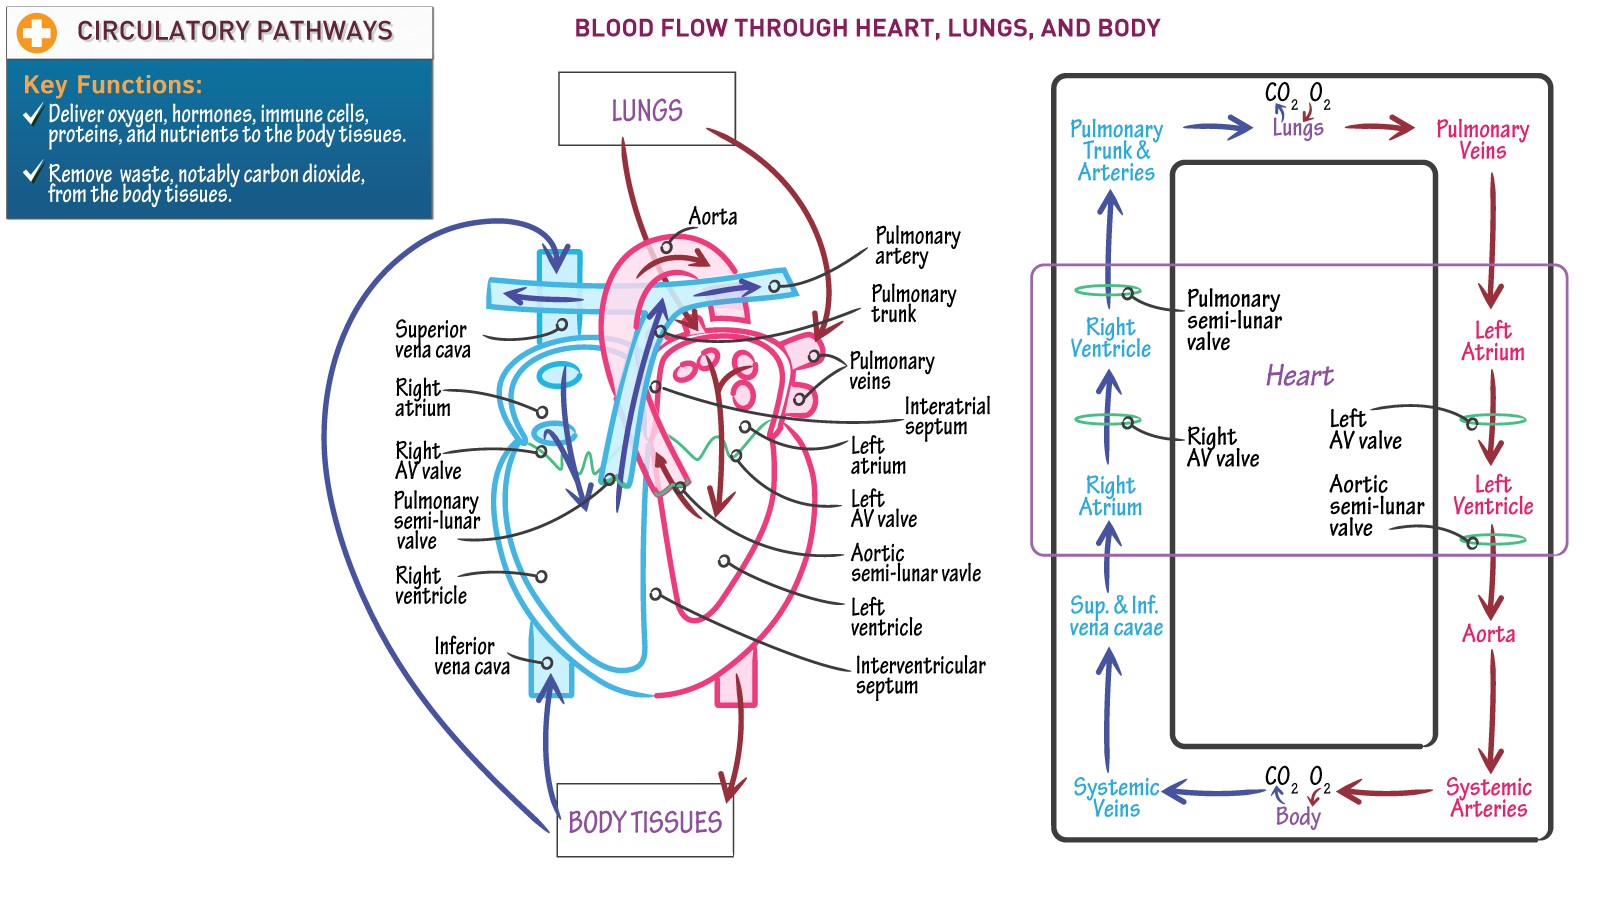 CIRCULATORY PATHWAYS
Key Functions:
Deliver oxygen, hormones, immune cells,
proteins, and nutrients to the body tissues.
Remove waste, notably carbon dioxide,
from the body tissues.
BLOOD FLOW THROUGH HEART, LUNGS, AND BODY
LUNGS
Aorta
Pulmonary
artery
Pulmonary
trunk
Superior
vena cava
Pulmonary
veins
Right
atrium
Interatrial
septum
Left
atrium
Right
AV valve
Left
AV valve
Pulmonary
semi-lunar
valve
Aortic
semi-lunar vavle
Right
ventricle
Left
ventricle
Inferior
vena cava
Interventricular
septum
BODY TISSUES
CO2 O2
Lungs
Pulmonary
Trunk &
Arteries
Pulmonary
Veins
Pulmonary
semi-lunar
valve
Right
Ventricle
Left
Atrium
Heart
Left
AV valve
Right
AV valve
Right
Atrium
Aortic
semi-lunar
valve
Left
Ventricle
Sup. & Inf.
vena cavae
Aorta
Systemic
Veins
CO2 O2
Body
Systemic
Arteries